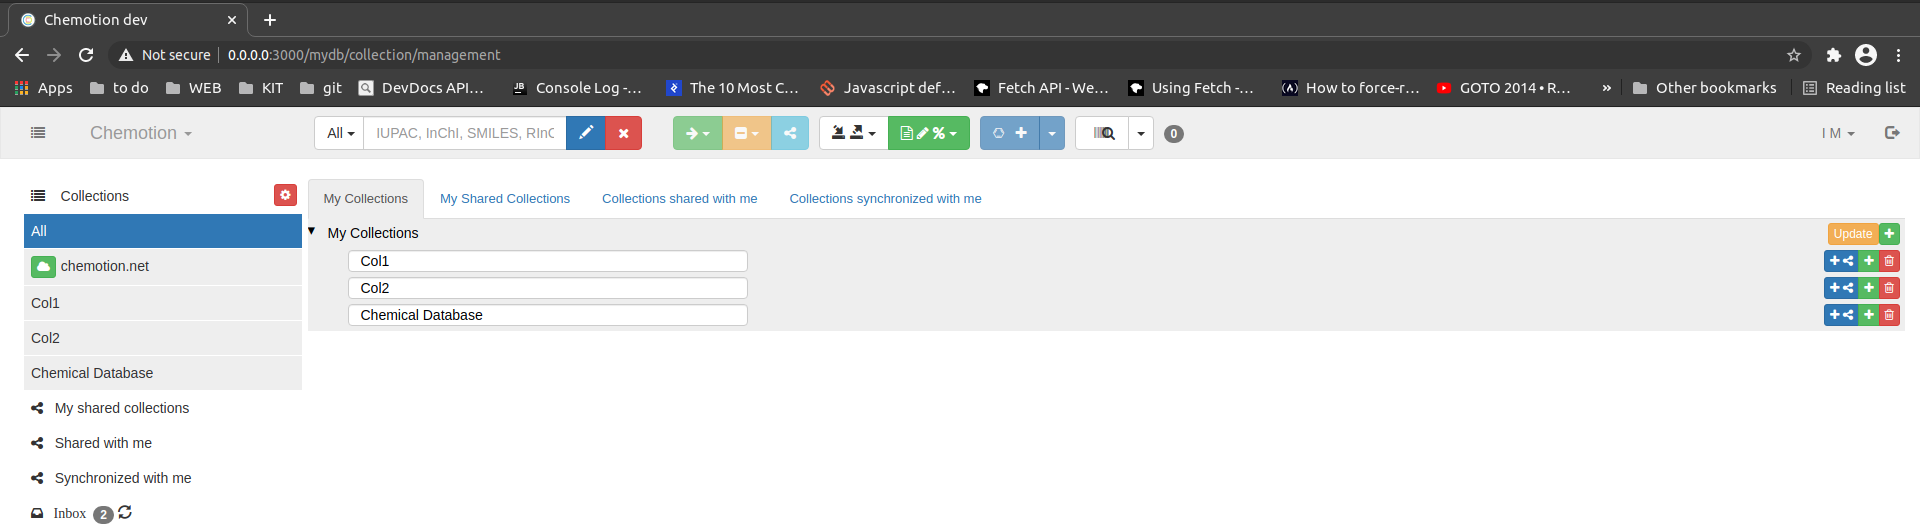 Chemotion dev
Not secure 0.0.0.0:3000/mydb/collection/management
Apps to do WEB KIT git DevDocs API... JB Console Log -... The 10 Most C... Javascript def... Fetch API - We... Using Fetch -... How to force-r... GOTO 2014 • R... » Other bookmarks Reading list
Chemotion All IUPAC, InChI, SMILES, RInC 0 I M
Collections
All
chemotion.net
Col1
Col2
Chemical Database
My shared collections
Shared with me
Synchronized with me
Inbox 2
My Collections My Shared Collections Collections shared with me Collections synchronized with me
My Collections Update
Col1
Col2
Chemical Database